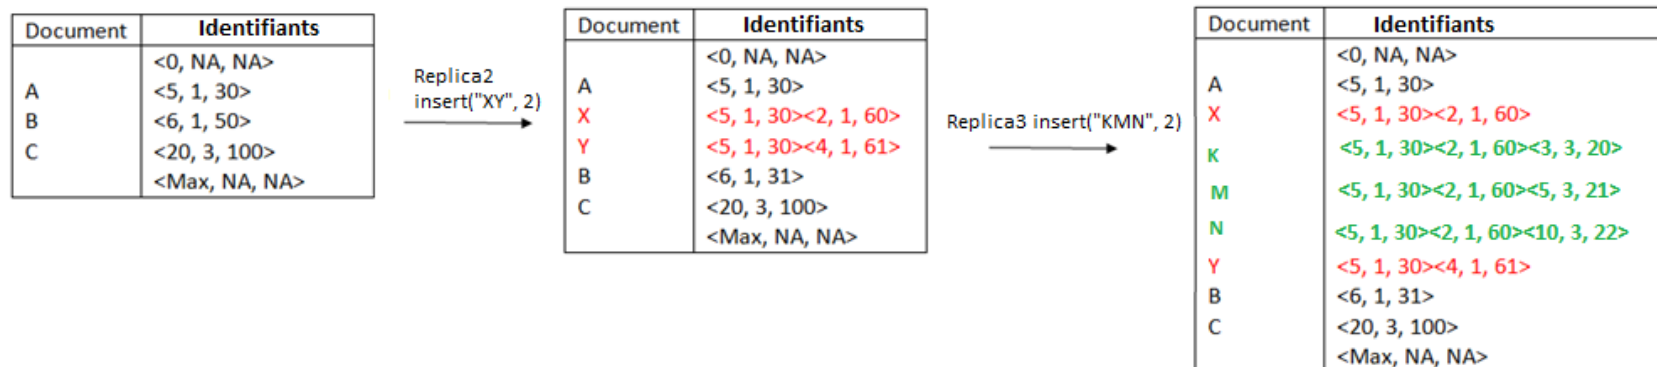 Document Identifiants
<0, NA, NA>
A <5, 1, 30>
B <6, 1, 50>
C <20, 3, 100>
<Max, NA, NA>
Replica2
insert("XY", 2)
Document Identifiants
<0, NA, NA>
A <5, 1, 30>
X <5, 1, 30><2, 1, 60>
Y <5, 1, 30><4, 1, 61>
B <6, 1, 31>
C <20, 3, 100>
<Max, NA, NA>
Replica3 insert("KMN", 2)
Document Identifiants
<0, NA, NA>
A <5, 1, 30>
X <5, 1, 30><2, 1, 60>
K <5, 1, 30><2, 1, 60><3, 3, 20>
M <5, 1, 30><2, 1, 60><5, 3, 21>
N <5, 1, 30><2, 1, 60><10, 3, 22>
Y <5, 1, 30><4, 1, 61>
B <6, 1, 31>
C <20, 3, 100>
<Max, NA, NA>